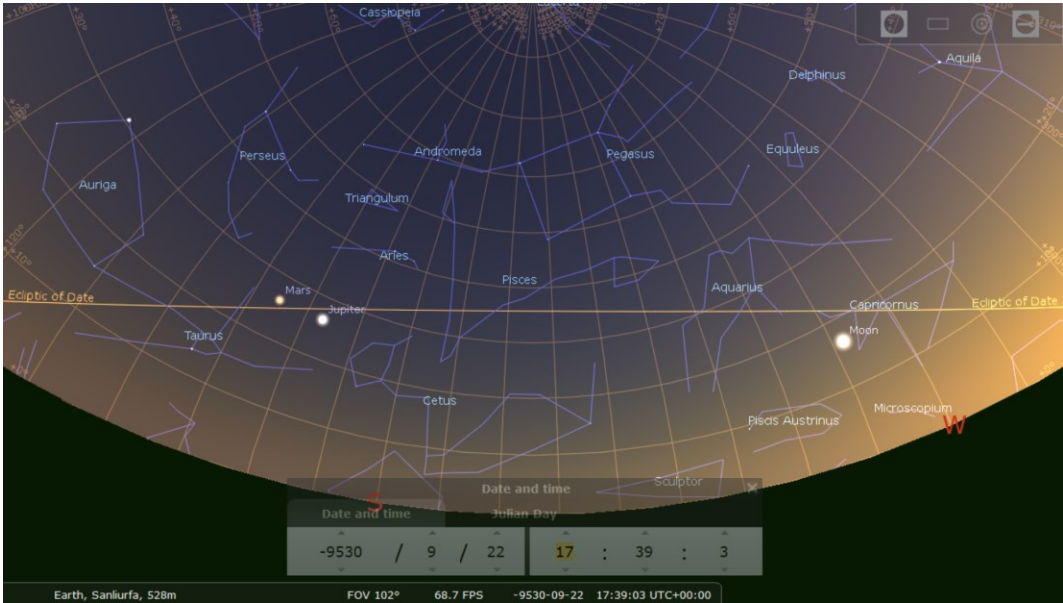 Lacerta
Cassiopeia
Aquila
Delphinus
Perseus
Andromeda
Pegasus
Equuleus
Auriga
Triangulum
Aries
Pisces
Aquarius
Mars
Ecliptic of Date
Jupiter
Capricornus
Ecliptic of Date
Taurus
Moon
Cetus
Microscopium
Piscis Austrinus
W
Sculptor
Date and time
S
Date and time Julian Day
-9530 / 9 / 22 17 : 39 : 3
Earth, Sanliurfa, 528m FOV 102° 68.7 FPS -9530-09-22 17:39:03 UTC+00:00